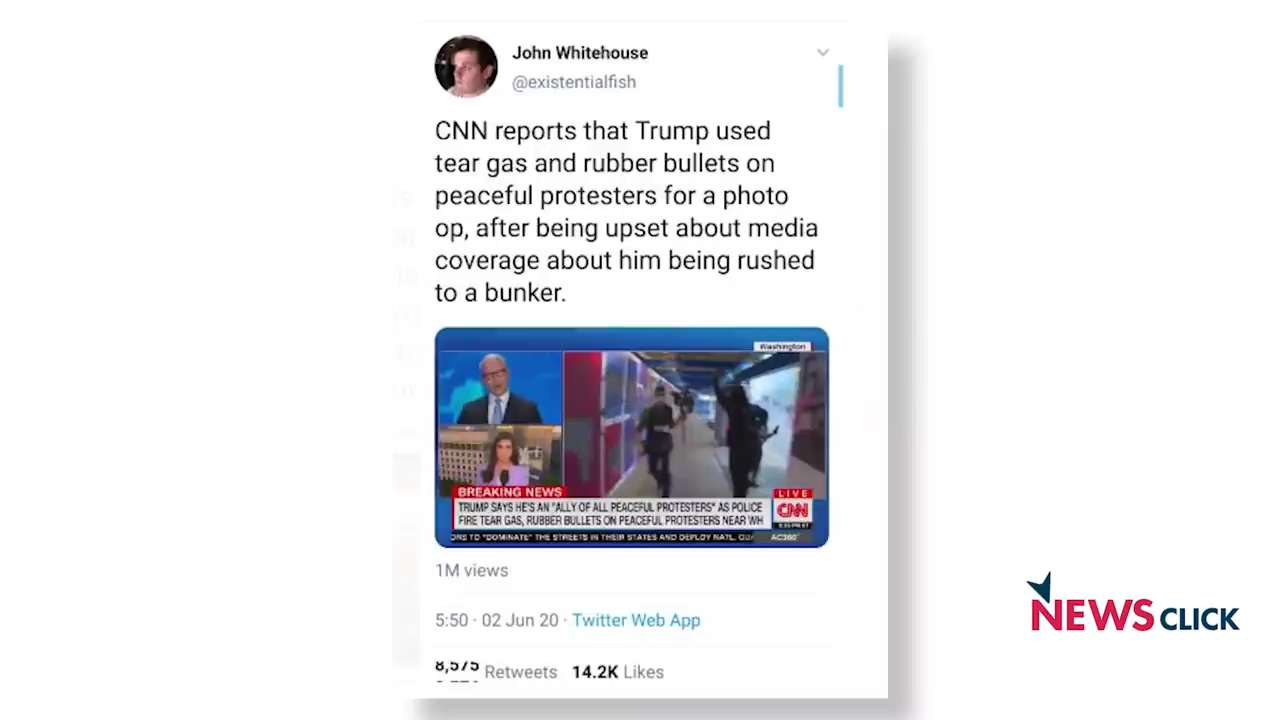 John Whitehouse
@existentialfish
CNN reports that Trump used
tear gas and rubber bullets on
peaceful protesters for a photo
op, after being upset about media
coverage about him being rushed
to a bunker.
Washington
BREAKING NEWS
TRUMP SAYS HE'S AN "ALLY OF ALL PEACEFUL PROTESTERS" AS POLICE
FIRE TEAR GAS, RUBBER BULLETS ON PEACEFUL PROTESTERS NEAR WH
LIVE
CNN
ORS TO "DOMINATE" THE STREETS IN THEIR STATES AND DEPLOY NATL. GU
AC360°
1M views
5:50 · 02 Jun 20 · Twitter Web App
8,575 Retweets 14.2K Likes
NEWSCLICK